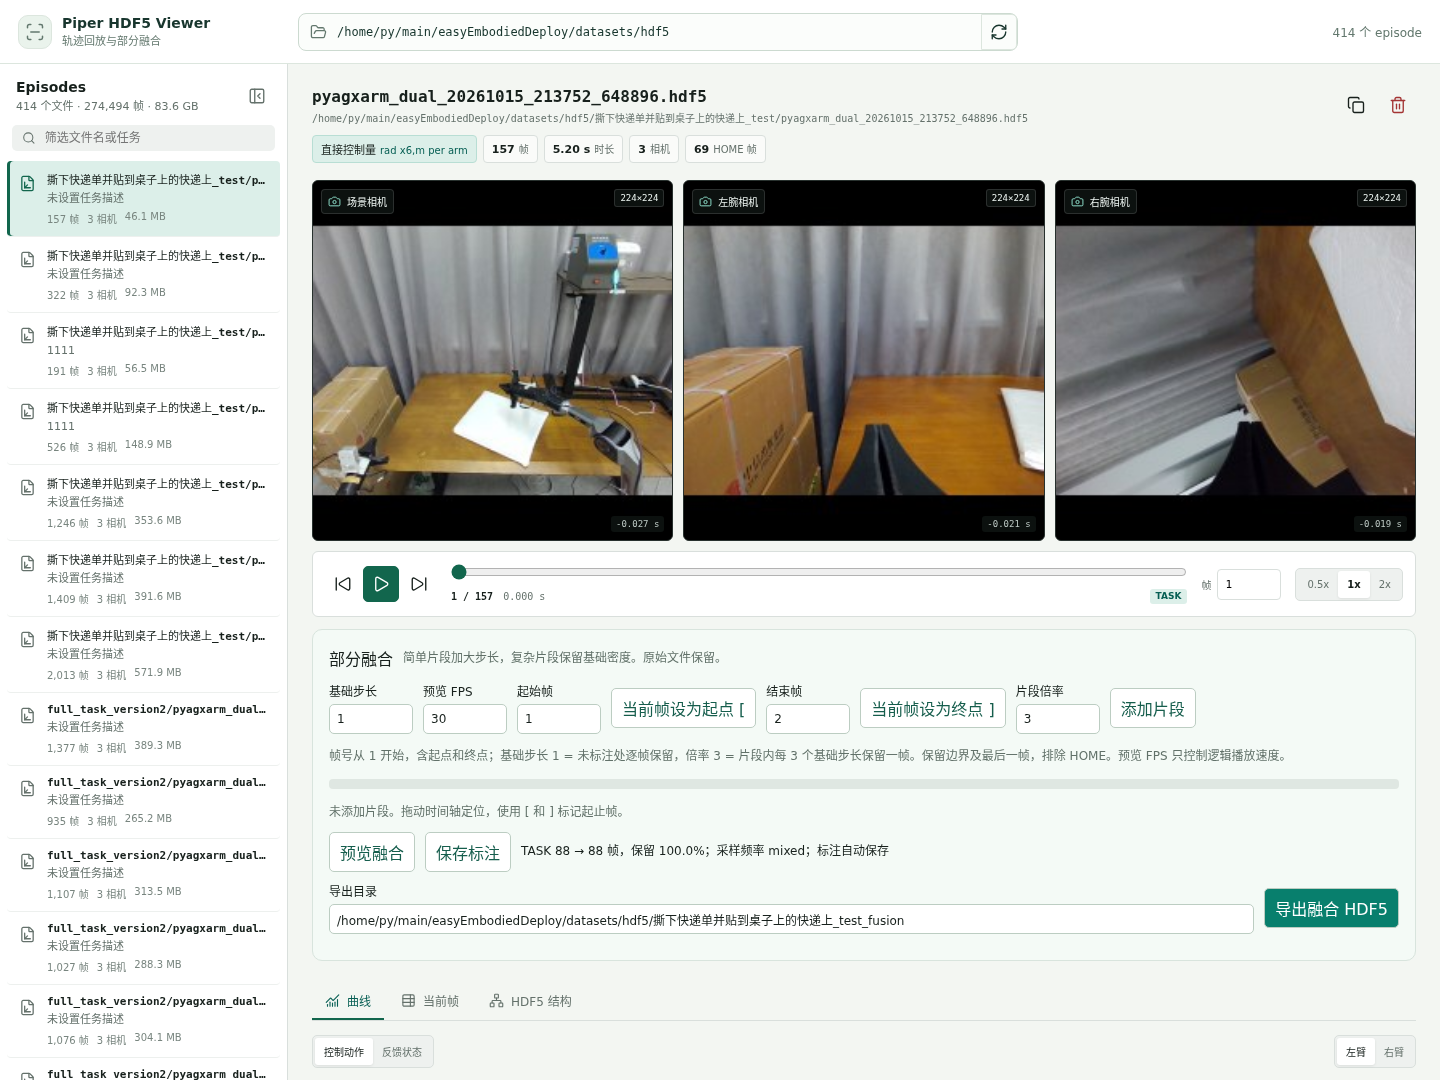 Piper HDF5 Viewer
轨迹回放与部分融合
/home/py/main/easyEmbodiedDeploy/datasets/hdf5
414 个 episode
Episodes
414 个文件 · 274,494 帧 · 83.6 GB
筛选文件名或任务
撕下快递单并贴到桌子上的快递上_test/p…
未设置任务描述
157 帧 3 相机 46.1 MB
撕下快递单并贴到桌子上的快递上_test/p…
未设置任务描述
322 帧 3 相机 92.3 MB
撕下快递单并贴到桌子上的快递上_test/p…
1111
191 帧 3 相机 56.5 MB
撕下快递单并贴到桌子上的快递上_test/p…
1111
526 帧 3 相机 148.9 MB
撕下快递单并贴到桌子上的快递上_test/p…
未设置任务描述
1,246 帧 3 相机 353.6 MB
撕下快递单并贴到桌子上的快递上_test/p…
未设置任务描述
1,409 帧 3 相机 391.6 MB
撕下快递单并贴到桌子上的快递上_test/p…
未设置任务描述
2,013 帧 3 相机 571.9 MB
full_task_version2/pyagxarm_dual…
未设置任务描述
1,377 帧 3 相机 389.3 MB
full_task_version2/pyagxarm_dual…
未设置任务描述
935 帧 3 相机 265.2 MB
full_task_version2/pyagxarm_dual…
未设置任务描述
1,107 帧 3 相机 313.5 MB
full_task_version2/pyagxarm_dual…
未设置任务描述
1,027 帧 3 相机 288.3 MB
full_task_version2/pyagxarm_dual…
未设置任务描述
1,076 帧 3 相机 304.1 MB
full_task_version2/pyagxarm_dual…
pyagxarm_dual_20261015_213752_648896.hdf5
/home/py/main/easyEmbodiedDeploy/datasets/hdf5/撕下快递单并贴到桌子上的快递上_test/pyagxarm_dual_20261015_213752_648896.hdf5
直接控制量 rad x6,m per arm
157 帧
5.20 s 时长
3 相机
69 HOME 帧
场景相机
224×224
-0.027 s
左腕相机
224×224
-0.021 s
右腕相机
224×224
-0.019 s
1 / 157 0.000 s
TASK
帧 1
0.5x 1x 2x
部分融合 简单片段加大步长，复杂片段保留基础密度。原始文件保留。
基础步长 预览 FPS 起始帧 结束帧 片段倍率
1 30 1 当前帧设为起点 [ 2 当前帧设为终点 ] 3 添加片段
帧号从 1 开始，含起点和终点；基础步长 1 = 未标注处逐帧保留，倍率 3 = 片段内每 3 个基础步长保留一帧。保留边界及最后一帧，排除 HOME。预览 FPS 只控制逻辑播放速度。
未添加片段。拖动时间轴定位，使用 [ 和 ] 标记起止帧。
预览融合 保存标注 TASK 88 → 88 帧，保留 100.0%；采样频率 mixed；标注自动保存
导出目录
/home/py/main/easyEmbodiedDeploy/datasets/hdf5/撕下快递单并贴到桌子上的快递上_test_fusion
导出融合 HDF5
曲线 当前帧 HDF5 结构
控制动作 反馈状态
左臂 右臂